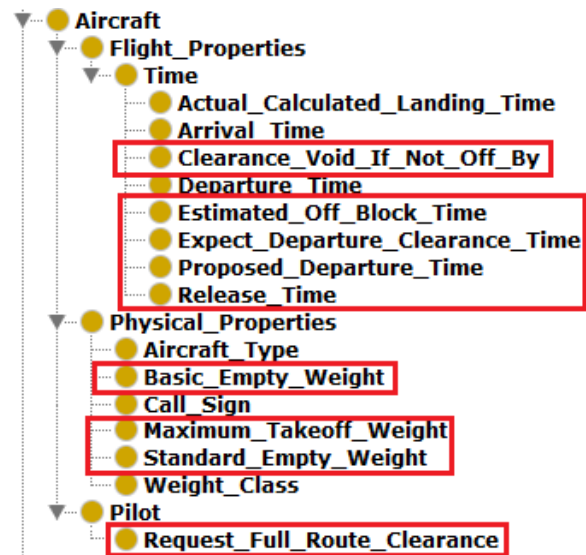 Aircraft
Flight_Properties
Time
Actual_Calculated_Landing_Time
Arrival_Time
Clearance_Void_If_Not_Off_By
Departure_Time
Estimated_Off_Block_Time
Expect_Departure_Clearance_Time
Proposed_Departure_Time
Release_Time
Physical_Properties
Aircraft_Type
Basic_Empty_Weight
Call_Sign
Maximum_Takeoff_Weight
Standard_Empty_Weight
Weight_Class
Pilot
Request_Full_Route_Clearance